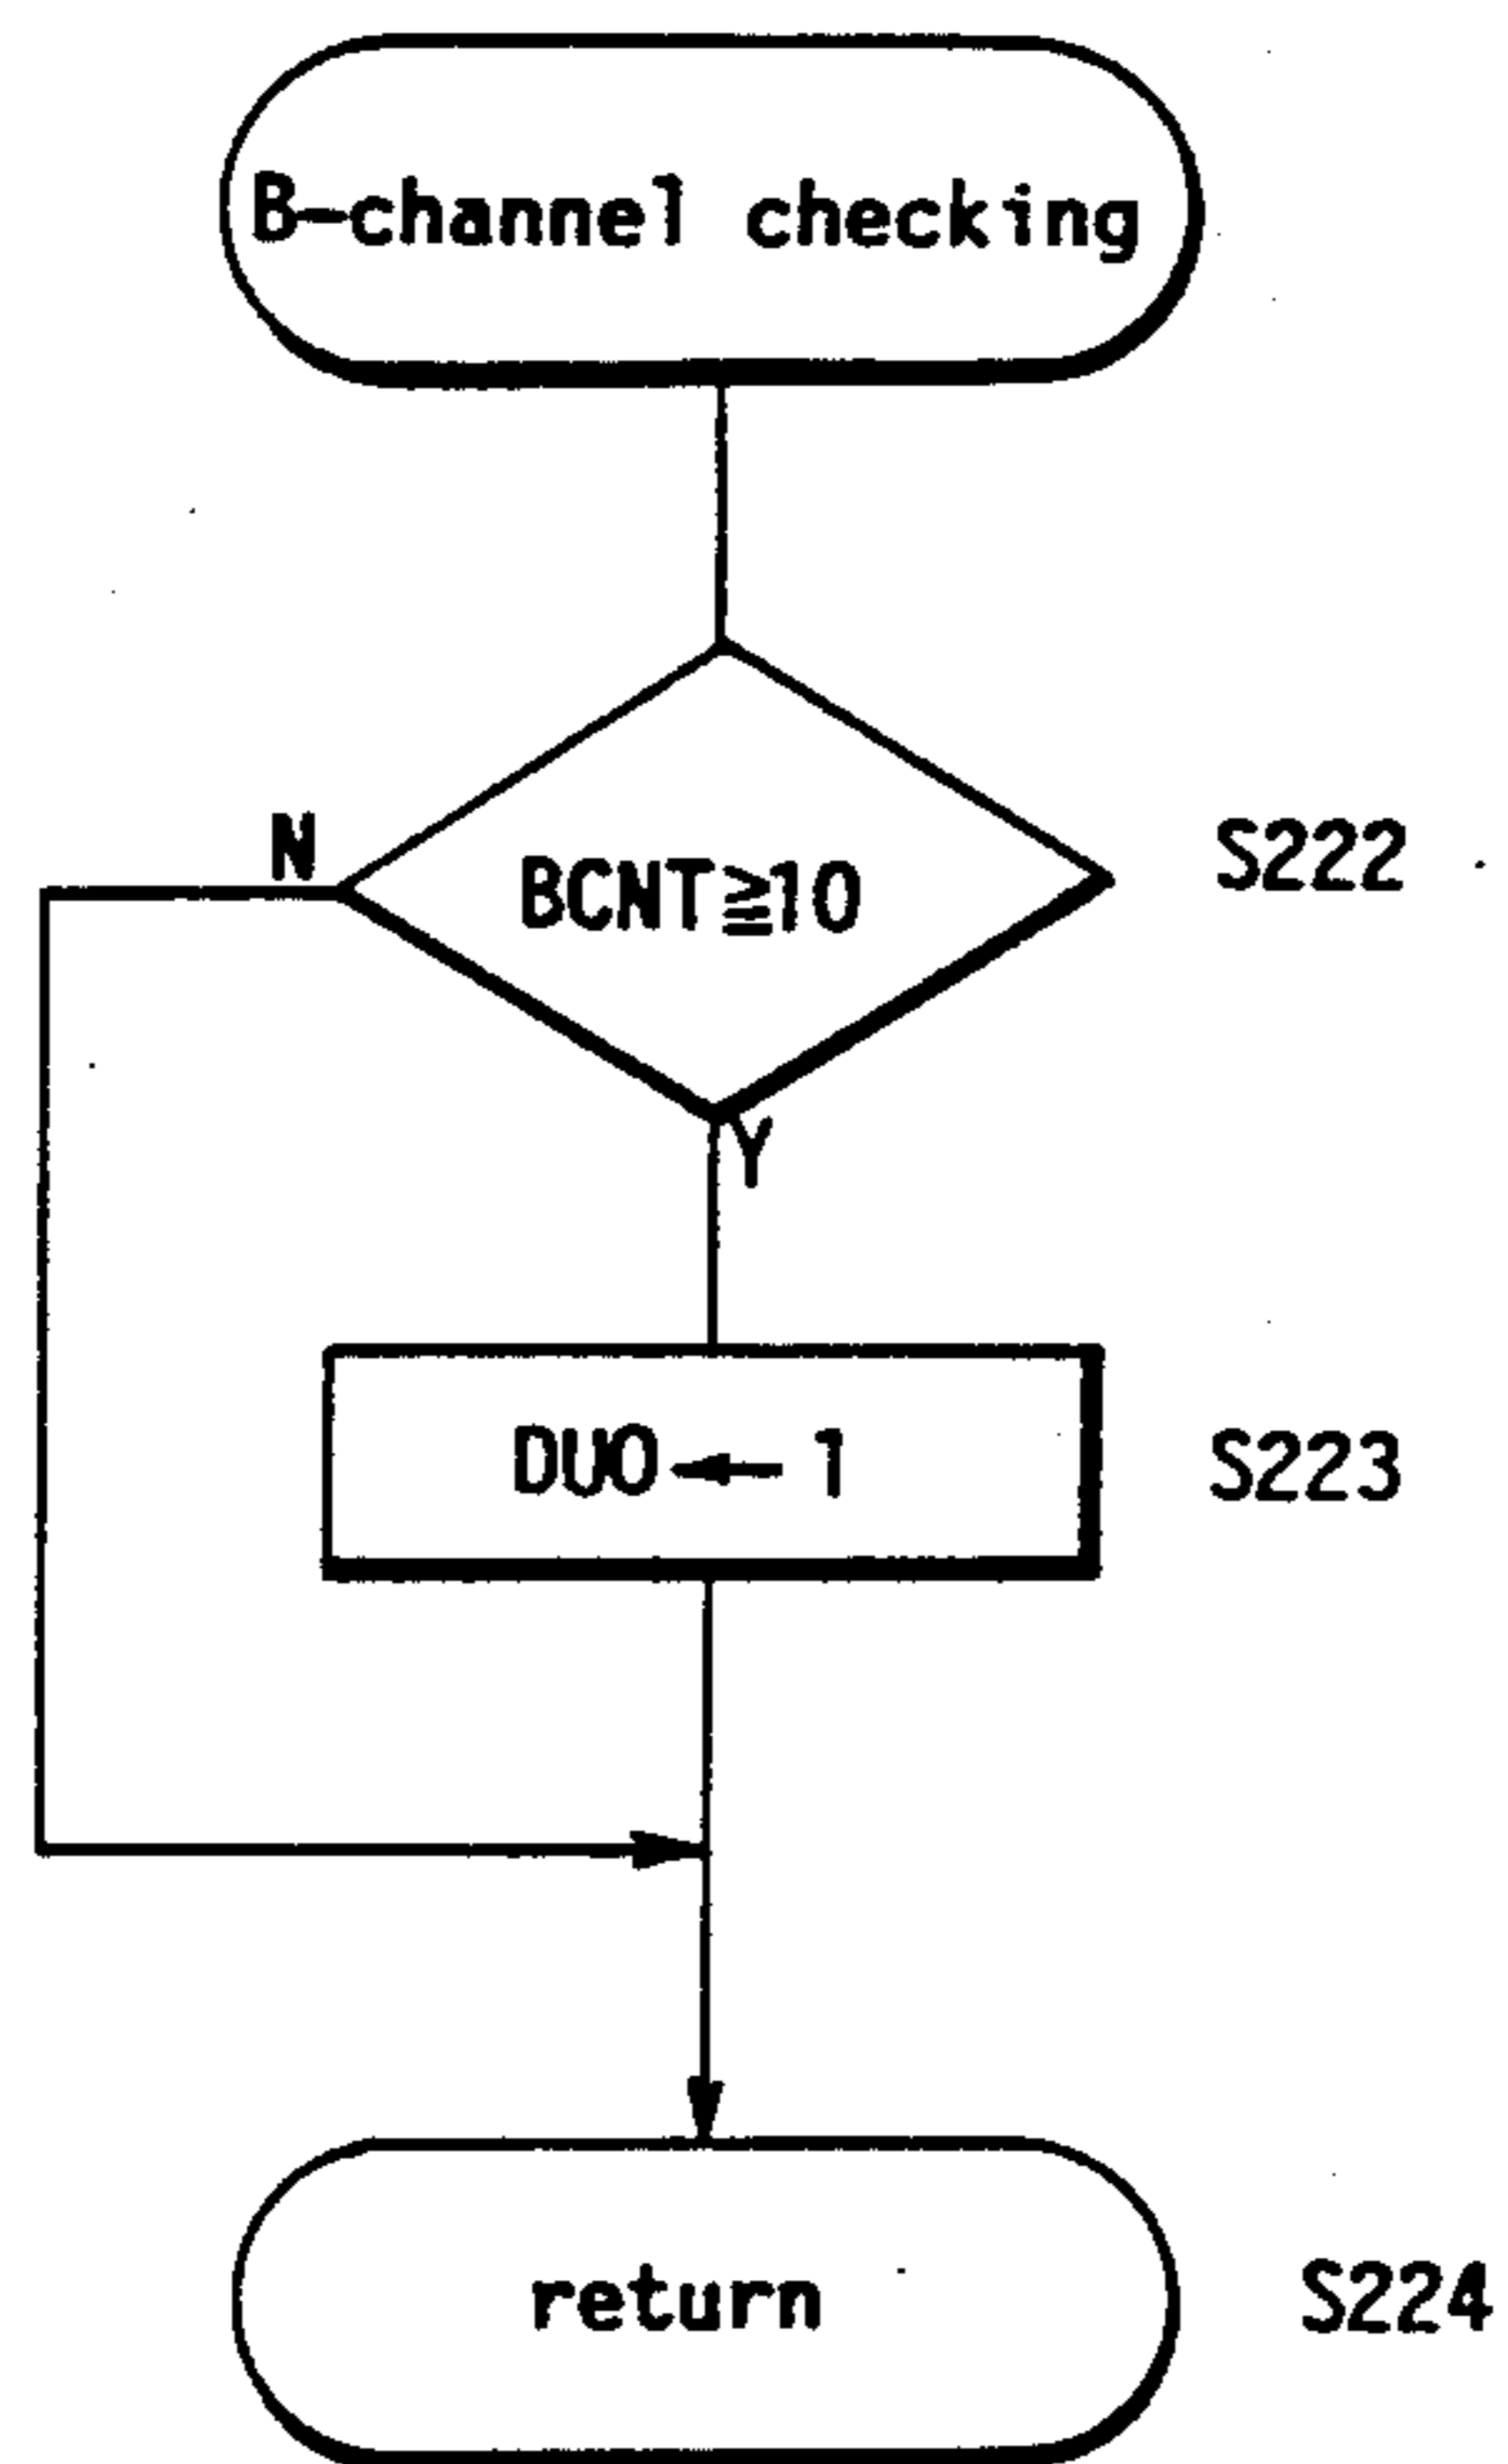 B-channel checking
N
BCNT≧10
S222
Y
DUO← 1
S223
return
S224